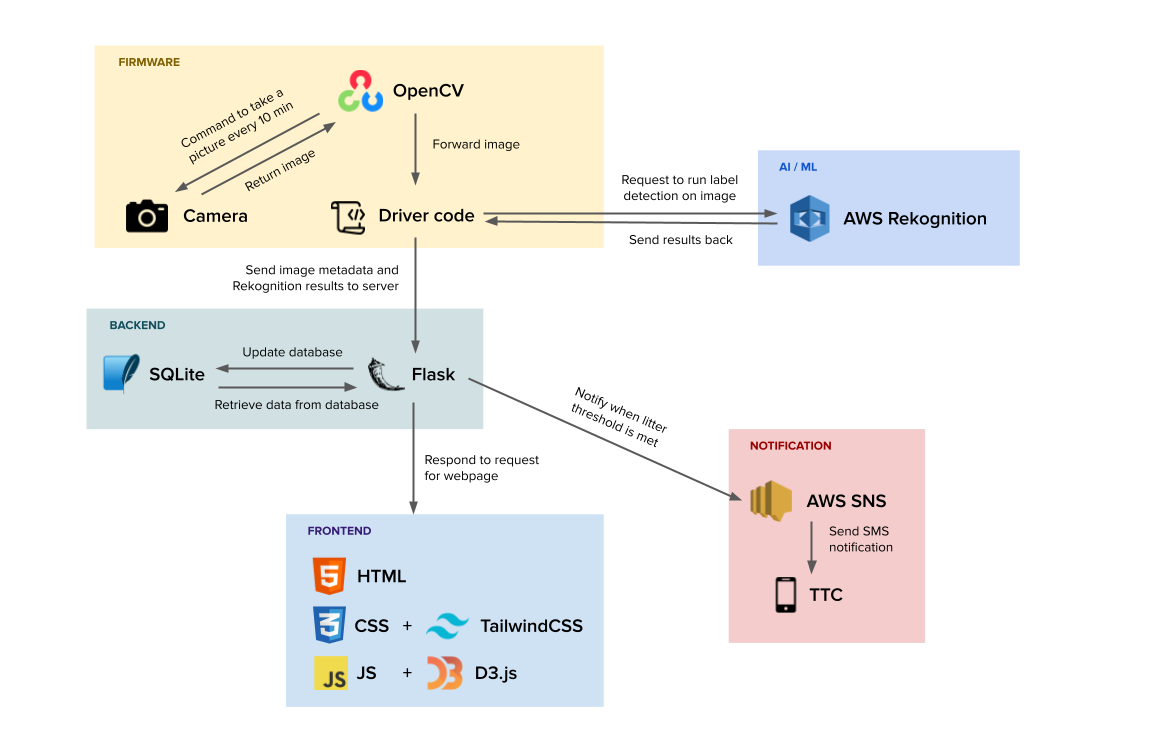 FIRMWARE
OpenCV
Command to take a
picture every 10 min
Return image
Forward image
Camera
Driver code
Request to run label
detection on image
Send results back
AI / ML
AWS Rekognition
Send image metadata and
Rekognition results to server
BACKEND
SQLite
Update database
Retrieve data from database
Flask
Notify when litter
threshold is met
Respond to request
for webpage
NOTIFICATION
AWS SNS
Send SMS
notification
TTC
FRONTEND
5 HTML
3 CSS + TailwindCSS
JS JS + D3 D3.js